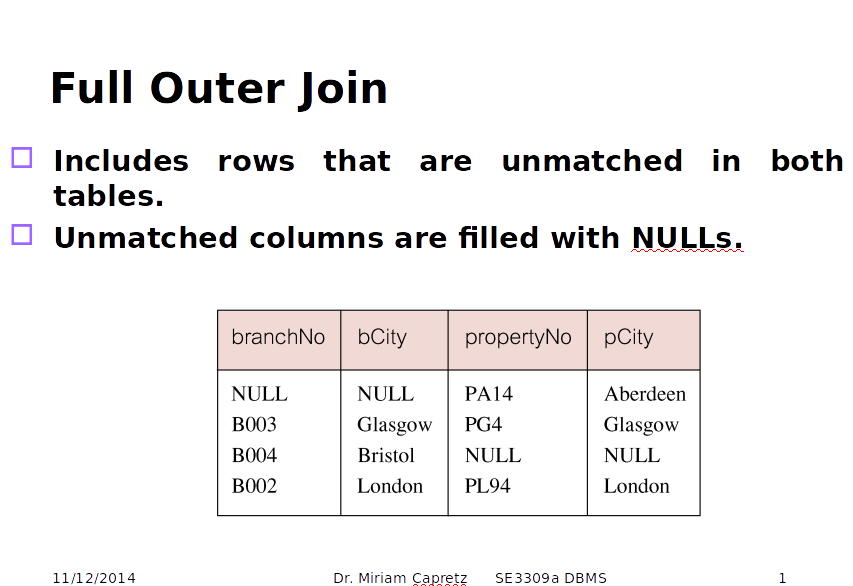 Full Outer Join
Includes rows that are unmatched in both
tables.
Unmatched columns are filled with NULLs.
branchNo bCity propertyNo pCity
NULL NULL PA14 Aberdeen
B003 Glasgow PG4 Glasgow
B004 Bristol NULL NULL
B002 London PL94 London
11/12/2014 Dr. Miriam Capretz SE3309a DBMS 1